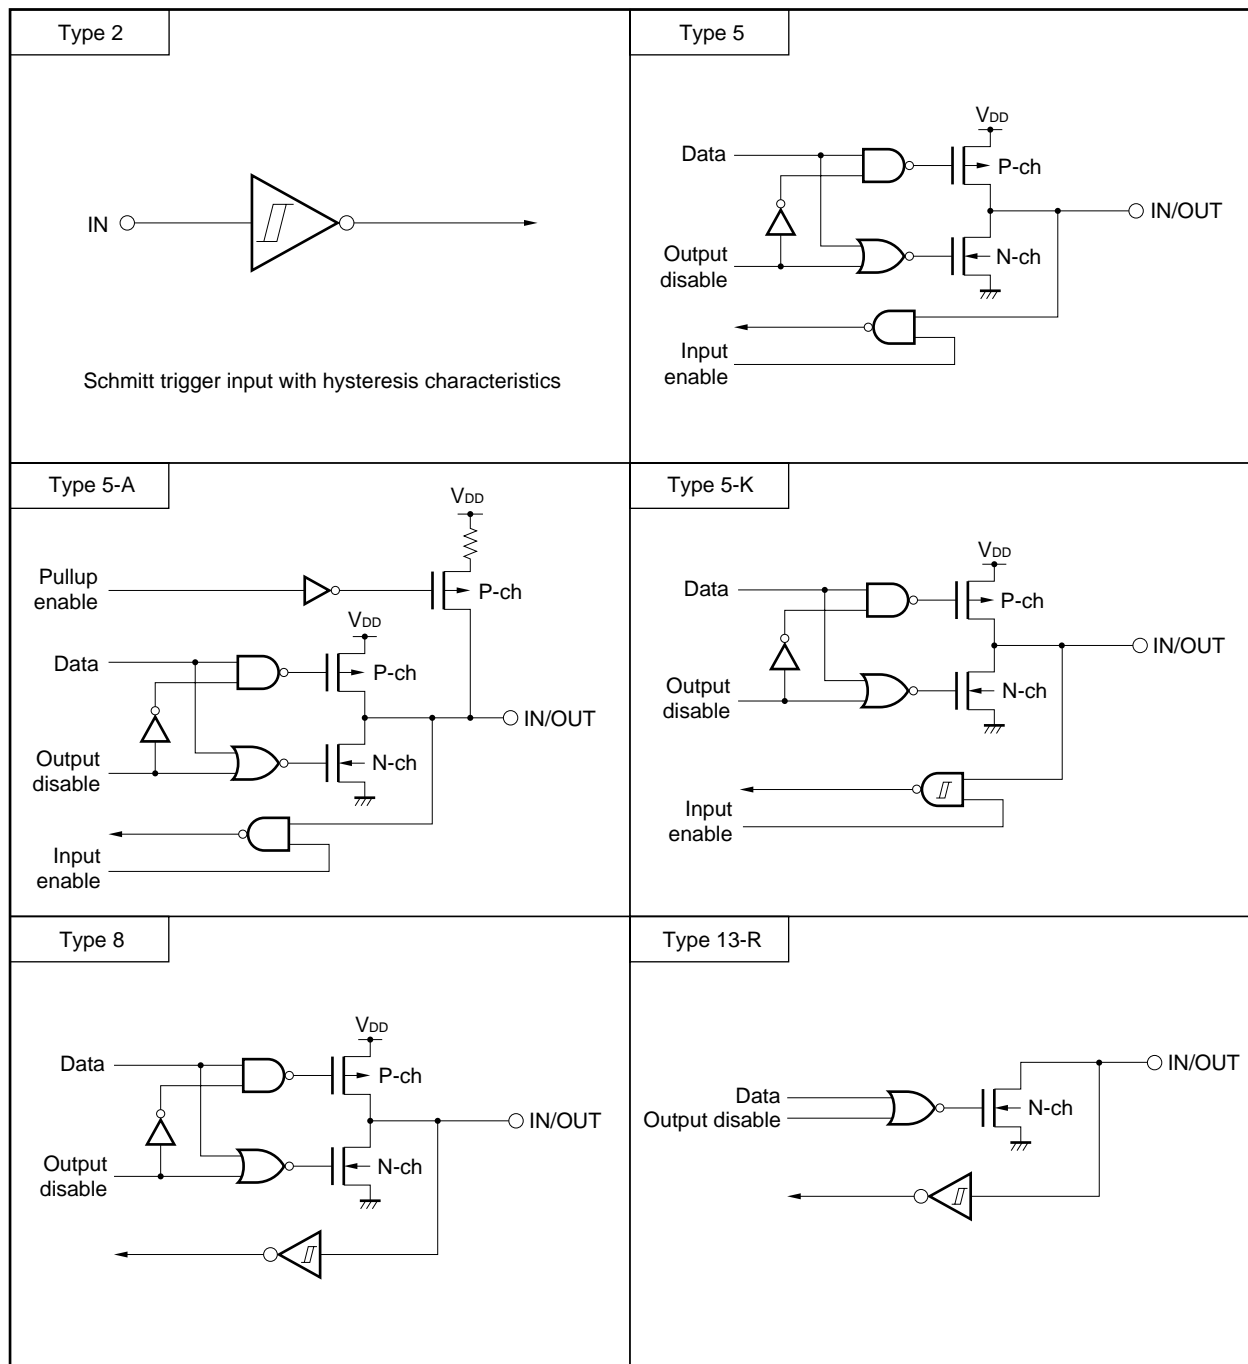 Type 2
IN
Schmitt trigger input with hysteresis characteristics
Type 5
VDD
Data
P-ch
IN/OUT
Output
disable
N-ch
Input
enable
Type 5-A
VDD
Pullup
enable
P-ch
VDD
Data
P-ch
IN/OUT
Output
disable
N-ch
Input
enable
Type 5-K
VDD
Data
P-ch
IN/OUT
Output
disable
N-ch
Input
enable
Type 8
VDD
Data
P-ch
IN/OUT
Output
disable
N-ch
Type 13-R
IN/OUT
Data
Output disable
N-ch